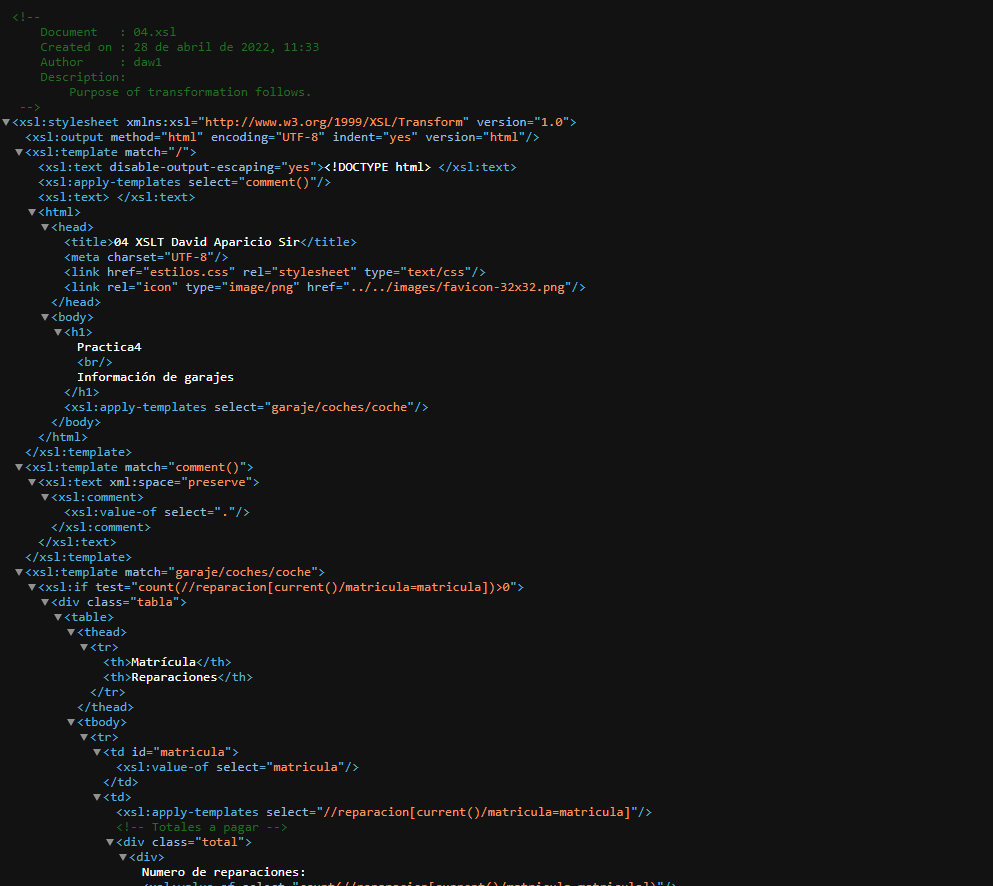 <!--
Document   : 04.xsl
Created on : 28 de abril de 2022, 11:33
Author     : daw1
Description:
Purpose of transformation follows.
-->
▼<xsl:stylesheet xmlns:xsl="http://www.w3.org/1999/XSL/Transform" version="1.0">
<xsl:output method="html" encoding="UTF-8" indent="yes" version="html"/>
▼<xsl:template match="/">
<xsl:text disable-output-escaping="yes"><!DOCTYPE html> </xsl:text>
<xsl:apply-templates select="comment()"/>
<xsl:text> </xsl:text>
▼<html>
▼<head>
<title>04 XSLT David Aparicio Sir</title>
<meta charset="UTF-8"/>
<link href="estilos.css" rel="stylesheet" type="text/css"/>
<link rel="icon" type="image/png" href="../../images/favicon-32x32.png"/>
</head>
▼<body>
▼<h1>
Practica4
<br/>
Información de garajes
</h1>
<xsl:apply-templates select="garaje/coches/coche"/>
</body>
</html>
</xsl:template>
▼<xsl:template match="comment()">
▼<xsl:text xml:space="preserve">
▼<xsl:comment>
<xsl:value-of select="."/>
</xsl:comment>
</xsl:text>
</xsl:template>
▼<xsl:template match="garaje/coches/coche">
▼<xsl:if test="count(//reparacion[current()/matricula=matricula])>0">
▼<div class="tabla">
▼<table>
▼<thead>
▼<tr>
<th>Matrícula</th>
<th>Reparaciones</th>
</tr>
</thead>
▼<tbody>
▼<tr>
▼<td id="matricula">
<xsl:value-of select="matricula"/>
</td>
▼<td>
<xsl:apply-templates select="//reparacion[current()/matricula=matricula]"/>
<!-- Totales a pagar -->
▼<div class="total">
▼<div>
Numero de reparaciones:
<xsl:value-of select="count(//reparacion[current()/matricula=matricula])"/>